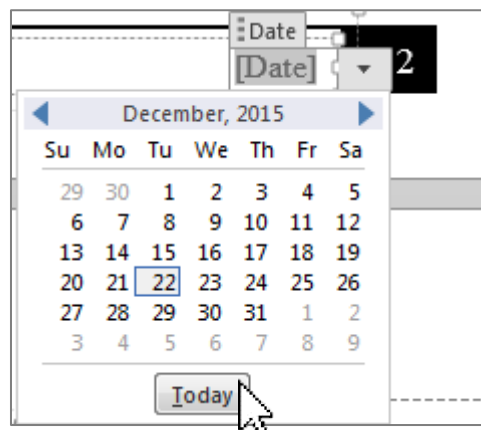 Date
[Date] 2
December, 2015
Su Mo Tu We Th Fr Sa
29 30 1 2 3 4 5
6 7 8 9 10 11 12
13 14 15 16 17 18 19
20 21 22 23 24 25 26
27 28 29 30 31 1 2
3 4 5 6 7 8 9
Today